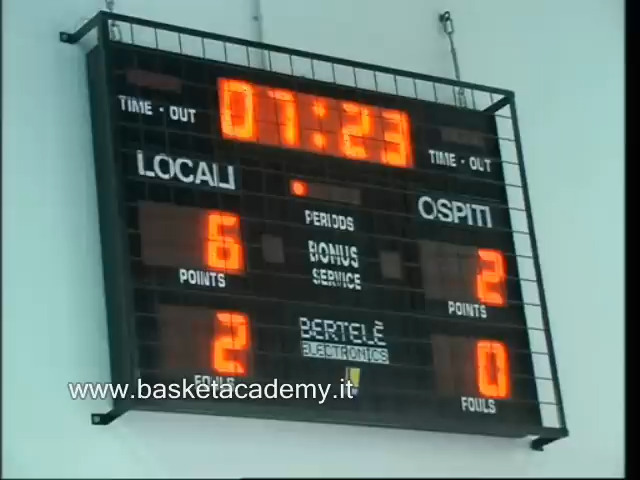 07:23
TIME - OUT
TIME - OUT
LOCALI
OSPITI
PERIODS
6
2
BONUS
SERVICE
POINTS
POINTS
2
0
BERTELÈ
ELECTRONICS
FOULS
FOULS
www.basketacademy.it